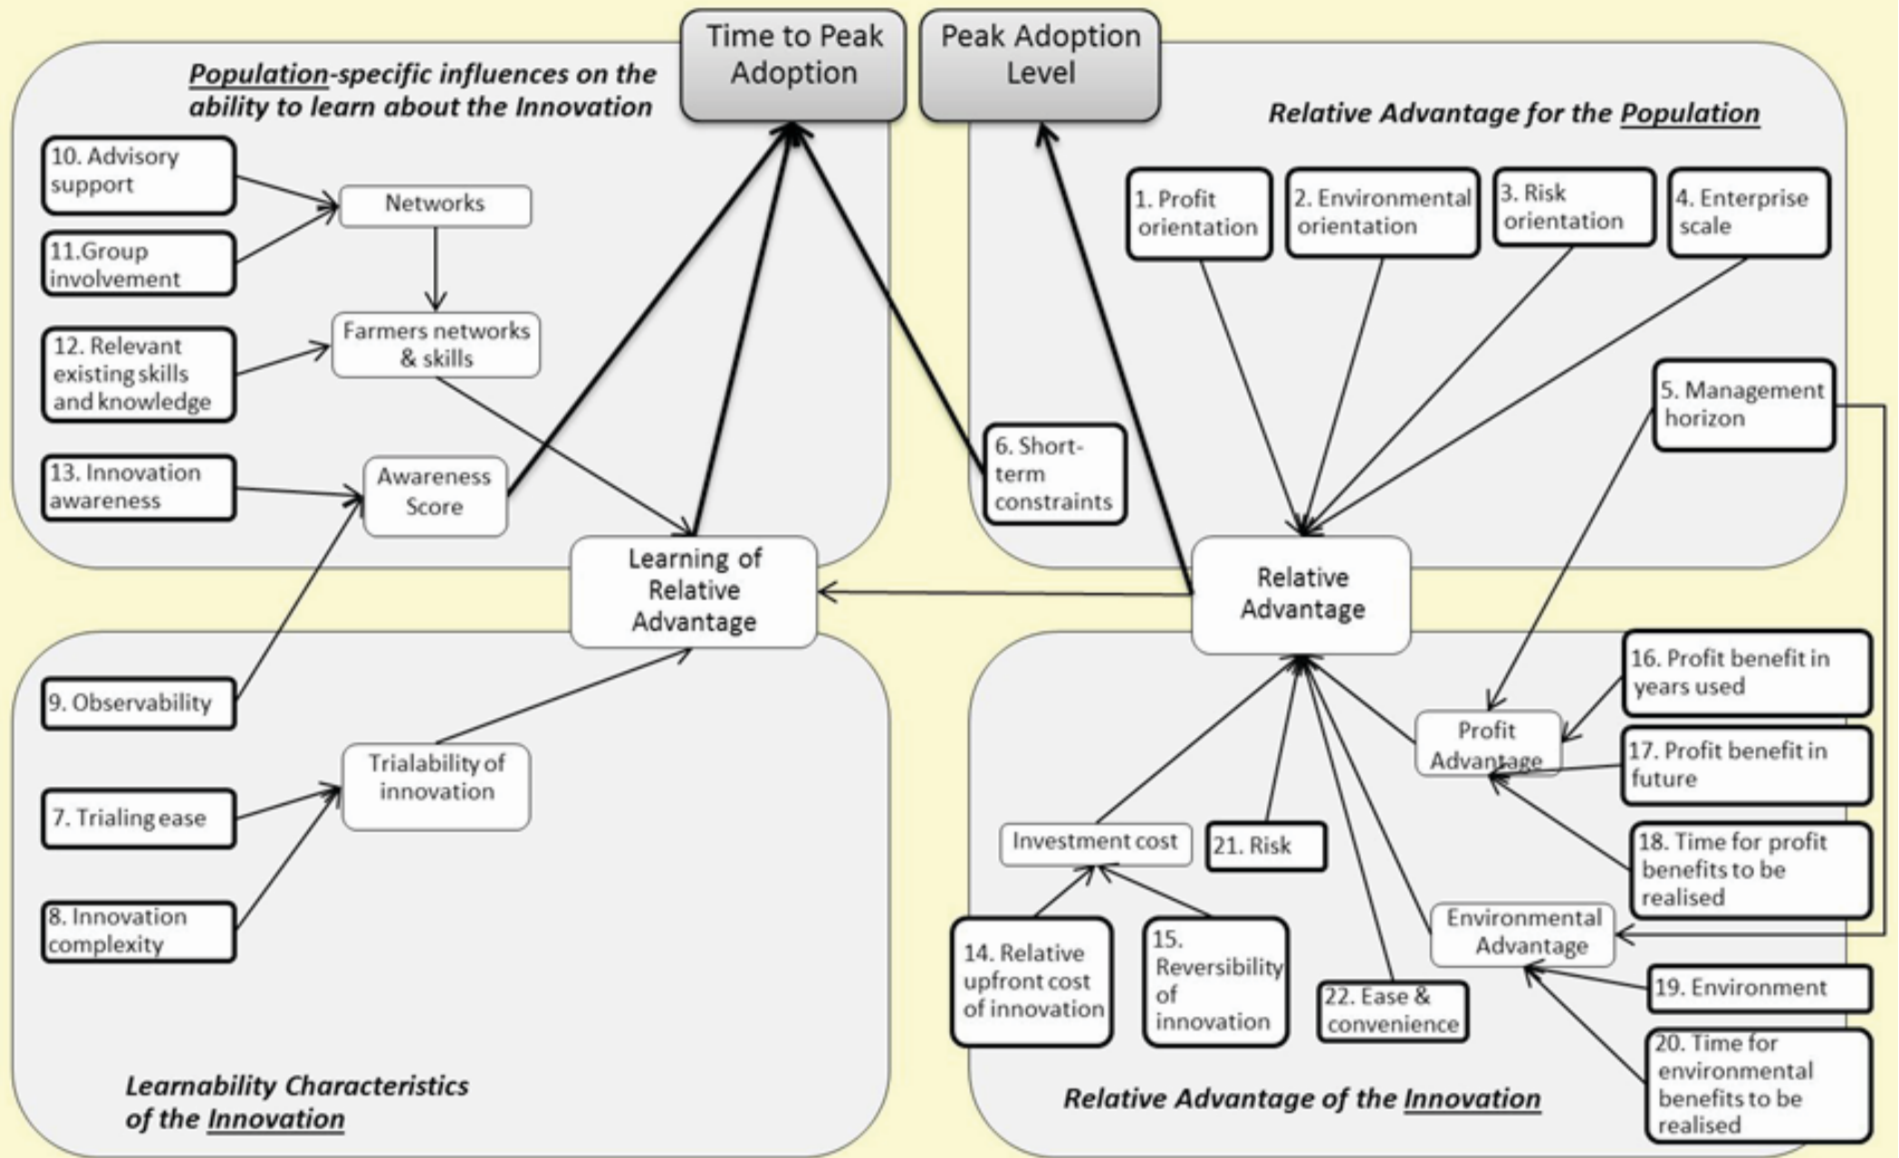 Time to Peak
Adoption
Peak Adoption
Level
Population-specific influences on the
ability to learn about the Innovation
10. Advisory
support
Networks
11.Group
involvement
12. Relevant
existing skills
and knowledge
Farmers networks
& skills
13. Innovation
awareness
Awareness
Score
Relative Advantage for the Population
1. Profit
orientation
2. Environmental
orientation
3. Risk
orientation
4. Enterprise
scale
5. Management
horizon
6. Short-
term
constraints
Learning of
Relative
Advantage
Relative
Advantage
9. Observability
Trialability of
innovation
7. Trialing ease
8. Innovation
complexity
Learnability Characteristics
of the Innovation
16. Profit benefit in
years used
Profit
Advantage
17. Profit benefit in
future
18. Time for profit
benefits to be
realised
Investment cost
21. Risk
14. Relative
upfront cost
of innovation
15.
Reversibility
of
innovation
22. Ease &
convenience
Environmental
Advantage
19. Environment
20. Time for
environmental
benefits to be
realised
Relative Advantage of the Innovation